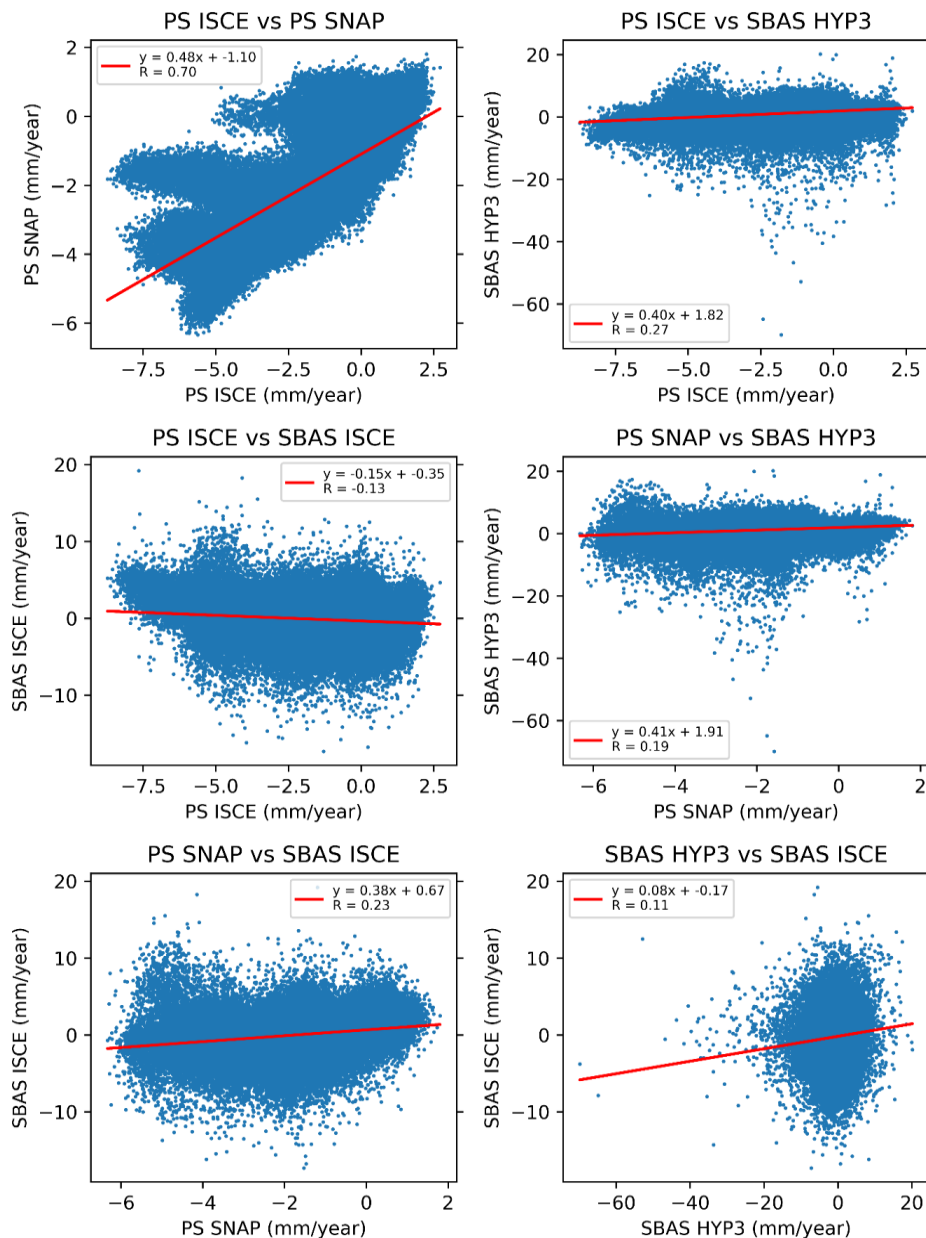 PS ISCE vs PS SNAP
y = 0.48x + -1.10
R = 0.70
PS SNAP (mm/year)
2
0
−2
−4
−6
−7.5 −5.0 −2.5 0.0 2.5
PS ISCE (mm/year)
PS ISCE vs SBAS HYP3
SBAS HYP3 (mm/year)
20
0
−20
−40
−60
y = 0.40x + 1.82
R = 0.27
−7.5 −5.0 −2.5 0.0 2.5
PS ISCE (mm/year)
PS ISCE vs SBAS ISCE
y = -0.15x + -0.35
R = -0.13
SBAS ISCE (mm/year)
20
10
0
−10
−7.5 −5.0 −2.5 0.0 2.5
PS ISCE (mm/year)
PS SNAP vs SBAS HYP3
SBAS HYP3 (mm/year)
20
0
−20
−40
−60
y = 0.41x + 1.91
R = 0.19
−6 −4 −2 0 2
PS SNAP (mm/year)
PS SNAP vs SBAS ISCE
y = 0.38x + 0.67
R = 0.23
SBAS ISCE (mm/year)
20
10
0
−10
−6 −4 −2 0 2
PS SNAP (mm/year)
SBAS HYP3 vs SBAS ISCE
y = 0.08x + -0.17
R = 0.11
SBAS ISCE (mm/year)
20
10
0
−10
−60 −40 −20 0 20
SBAS HYP3 (mm/year)